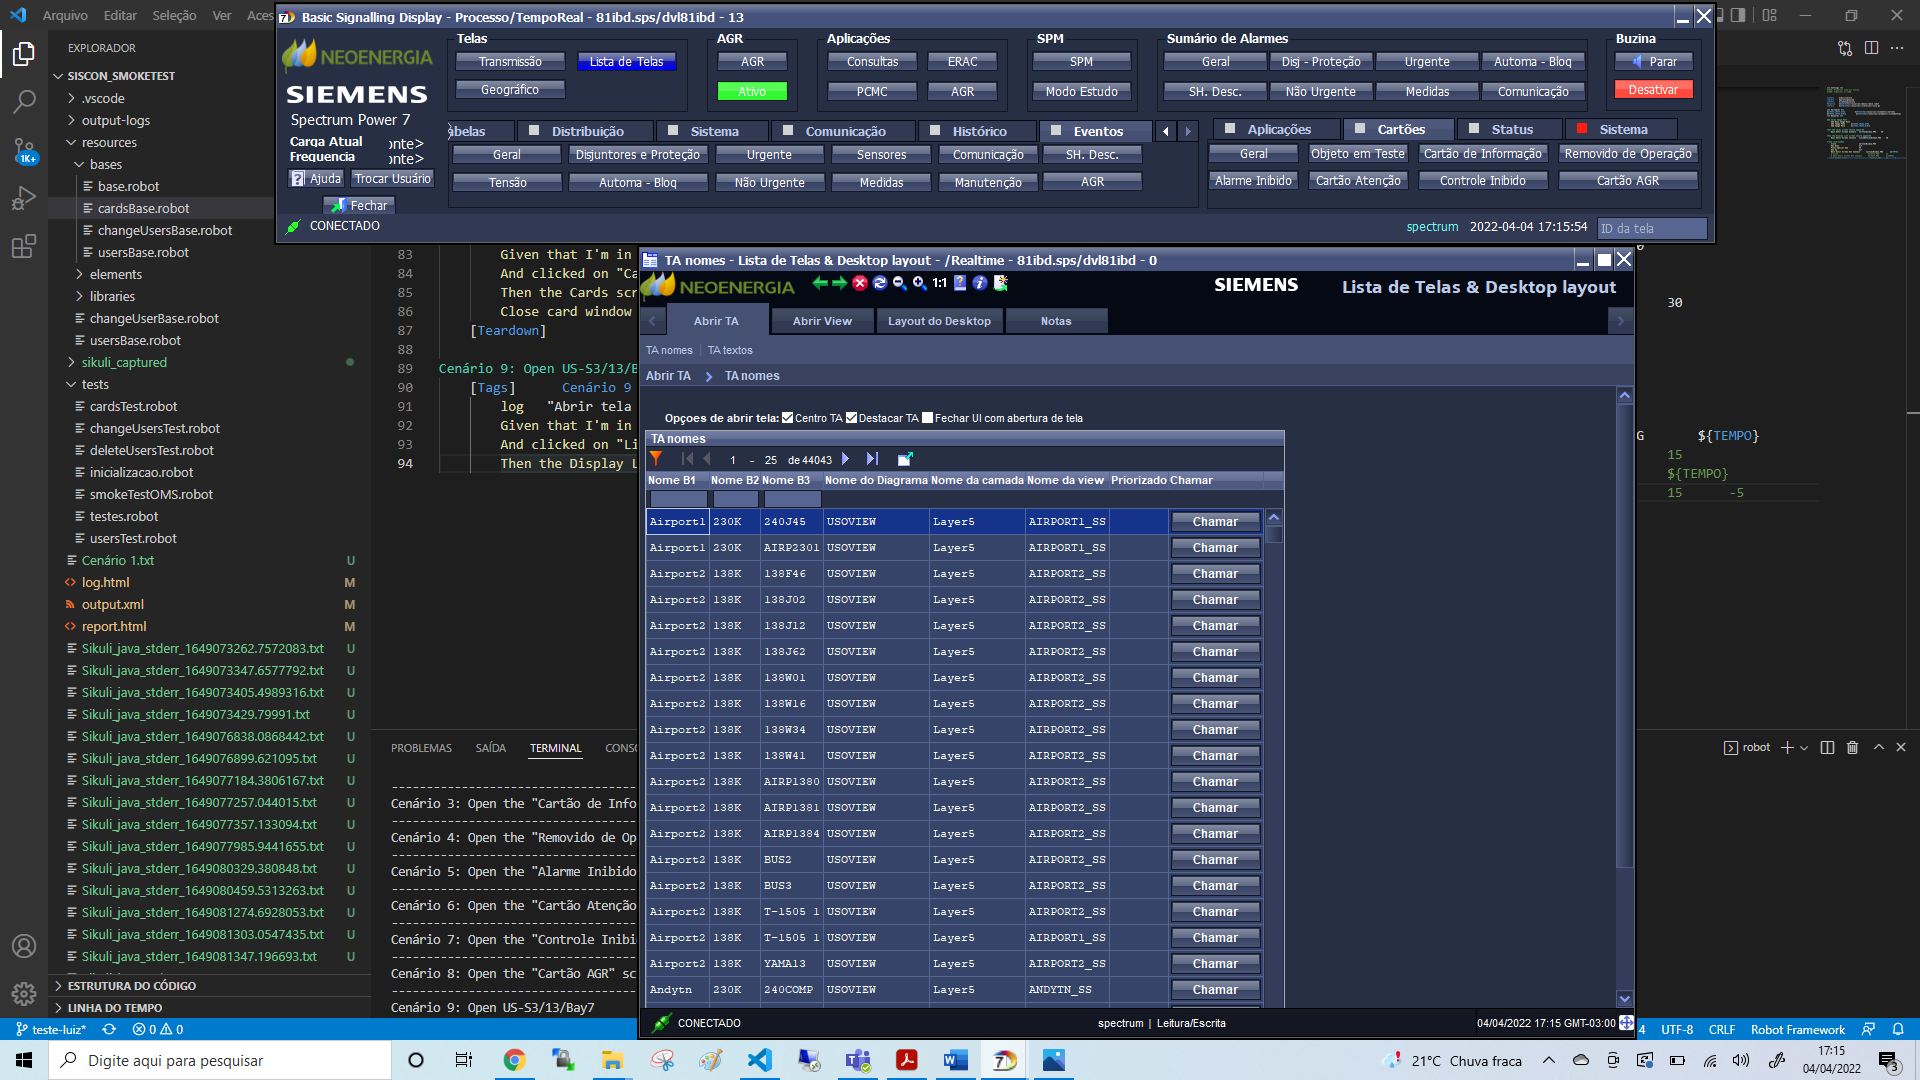 Arquivo Editar Seleção Ver Aces
Basic Signalling Display - Processo/TempoReal - 81ibd.sps/dvl81ibd - 13
NEOENERGIA
SIEMENS
Spectrum Power 7
Carga Atual
Frequencia
onte>
onte>
Ajuda Trocar Usuário
Fechar
CONECTADO
Telas
Transmissão Lista de Telas
Geográfico
AGR
AGR
Ativo
Aplicações
Consultas ERAC
PCMC AGR
SPM
SPM
Modo Estudo
Sumário de Alarmes
Geral Disj - Proteção Urgente Automa - Bloq
SH. Desc. Não Urgente Medidas Comunicação
Buzina
Parar
Desativar
abelas Distribuição Sistema Comunicação Histórico Eventos
Geral Disjuntores e Proteção Urgente Sensores Comunicação SH. Desc.
Tensão Automa - Bloq Não Urgente Medidas Manutenção AGR
Aplicações Cartões Status Sistema
Geral Objeto em Teste Cartão de Informação Removido de Operação
Alarme Inibido Cartão Atenção Controle Inibido Cartão AGR
spectrum 2022-04-04 17:15:54 ID da tela
EXPLORADOR
SISCON_SMOKETEST
.vscode
output-logs
resources
bases
base.robot
cardsBase.robot
changeUsersBase.robot
usersBase.robot
elements
libraries
changeUserBase.robot
usersBase.robot
sikuli_captured
tests
cardsTest.robot
changeUsersTest.robot
deleteUsersTest.robot
inicializacao.robot
smokeTestOMS.robot
testes.robot
usersTest.robot
Cenário 1.txt U
log.html M
output.xml M
report.html M
Sikuli_java_stderr_1649073262.7572083.txt U
Sikuli_java_stderr_1649073347.6577792.txt U
Sikuli_java_stderr_1649073405.4989316.txt U
Sikuli_java_stderr_1649073429.79991.txt U
Sikuli_java_stderr_1649076838.0868442.txt U
Sikuli_java_stderr_1649076899.621095.txt U
Sikuli_java_stderr_1649077184.3806167.txt U
Sikuli_java_stderr_1649077257.044015.txt U
Sikuli_java_stderr_1649077357.133094.txt U
Sikuli_java_stderr_1649077985.9441655.txt U
Sikuli_java_stderr_1649080329.380848.txt U
Sikuli_java_stderr_1649080459.5313263.txt U
Sikuli_java_stderr_1649081274.6928053.txt U
Sikuli_java_stderr_1649081303.0547435.txt U
Sikuli_java_stderr_1649081347.196693.txt U
ESTRUTURA DO CÓDIGO
LINHA DO TEMPO
1K+
83 Given that I'm in
84 And clicked on "Ca
85 Then the Cards scr
86 Close card window
87 [Teardown]
88
89 Cenário 9: Open US-S3/13/B
90 [Tags] Cenário 9
91 log "Abrir tela
92 Given that I'm in
93 And clicked on "Li
94 Then the Display L
30
G ${TEMPO}
15
${TEMPO}
15 -5
PROBLEMAS SAÍDA TERMINAL CONSO
robot
Cenário 3: Open the "Cartão de Info
Cenário 4: Open the "Removido de Op
Cenário 5: Open the "Alarme Inibido
Cenário 6: Open the "Cartão Atenção
Cenário 7: Open the "Controle Inibi
Cenário 8: Open the "Cartão AGR" sc
Cenário 9: Open US-S3/13/Bay7
TA nomes - Lista de Telas & Desktop layout - /Realtime - 81ibd.sps/dvl81ibd - 0
NEOENERGIA 1:1 SIEMENS Lista de Telas & Desktop layout
Abrir TA Abrir View Layout do Desktop Notas
TA nomes TA textos
Abrir TA TA nomes
Opçoes de abrir tela: Centro TA Destacar TA Fechar UI com abertura de tela
TA nomes
1 - 25 de 44043
Nome B1 Nome B2 Nome B3 Nome do Diagrama Nome da camada Nome da view Priorizado Chamar
Airport1 230K 240J45 USOVIEW Layer5 AIRPORT1_SS Chamar
Airport1 230K AIRP2301 USOVIEW Layer5 AIRPORT1_SS Chamar
Airport2 138K 138F46 USOVIEW Layer5 AIRPORT2_SS Chamar
Airport2 138K 138J02 USOVIEW Layer5 AIRPORT2_SS Chamar
Airport2 138K 138J12 USOVIEW Layer5 AIRPORT2_SS Chamar
Airport2 138K 138J62 USOVIEW Layer5 AIRPORT2_SS Chamar
Airport2 138K 138W01 USOVIEW Layer5 AIRPORT2_SS Chamar
Airport2 138K 138W16 USOVIEW Layer5 AIRPORT2_SS Chamar
Airport2 138K 138W34 USOVIEW Layer5 AIRPORT2_SS Chamar
Airport2 138K 138W41 USOVIEW Layer5 AIRPORT2_SS Chamar
Airport2 138K AIRP1380 USOVIEW Layer5 AIRPORT2_SS Chamar
Airport2 138K AIRP1381 USOVIEW Layer5 AIRPORT2_SS Chamar
Airport2 138K AIRP1384 USOVIEW Layer5 AIRPORT2_SS Chamar
Airport2 138K BUS2 USOVIEW Layer5 AIRPORT2_SS Chamar
Airport2 138K BUS3 USOVIEW Layer5 AIRPORT2_SS Chamar
Airport2 138K T-1505 1 USOVIEW Layer5 AIRPORT2_SS Chamar
Airport2 138K T-1505 1 USOVIEW Layer5 AIRPORT1_SS Chamar
Airport2 138K YAMA13 USOVIEW Layer5 AIRPORT2_SS Chamar
Andytn 230K 240COMP USOVIEW Layer5 ANDYTN_SS Chamar
CONECTADO spectrum | Leitura/Escrita 04/04/2022 17:15 GMT-03:00
teste-luiz* 0 0 4 UTF-8 CRLF Robot Framework
Digite aqui para pesquisar
21°C Chuva fraca
17:15
04/04/2022
3